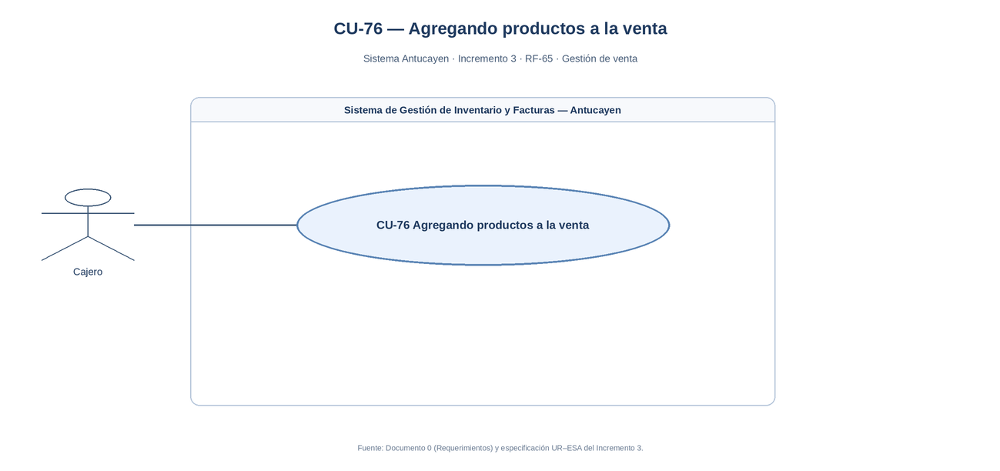 CU-76 — Agregando productos a la venta
Sistema Antucayen · Incremento 3 · RF-65 · Gestión de venta
Sistema de Gestión de Inventario y Facturas — Antucayen
CU-76 Agregando productos a la venta
Cajero
Fuente: Documento 0 (Requerimientos) y especificación UR–ESA del Incremento 3.